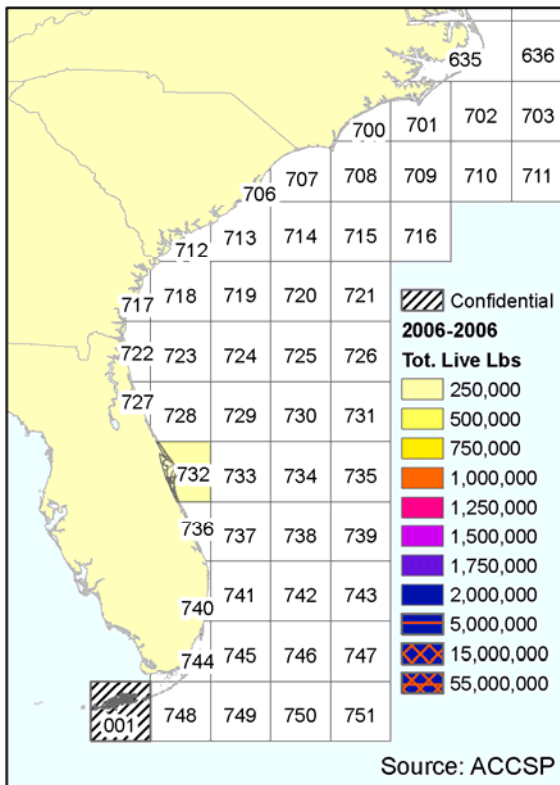 635 636
700 701 702 703
706 707 708 709 710 711
712 713 714 715 716
717 718 719 720 721
722 723 724 725 726
727 728 729 730 731
732 733 734 735
736 737 738 739
740 741 742 743
744 745 746 747
001 748 749 750 751
Confidential
2006-2006
Tot. Live Lbs
250,000
500,000
750,000
1,000,000
1,250,000
1,500,000
1,750,000
2,000,000
5,000,000
15,000,000
55,000,000
Source: ACCSP